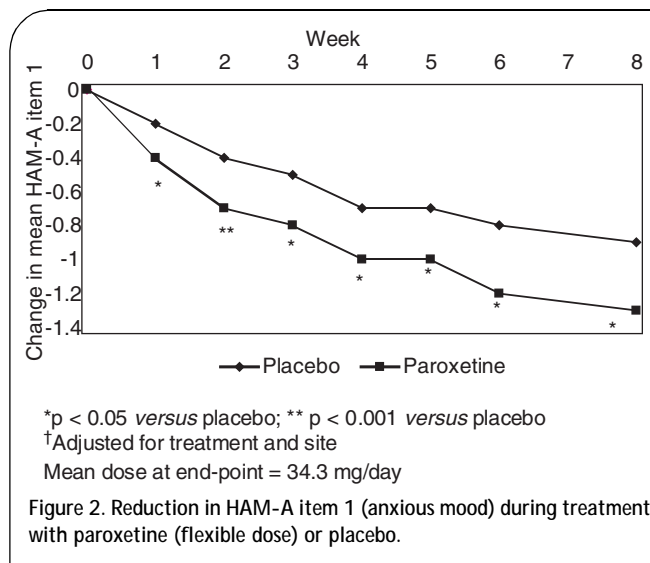 Week
0 1 2 3 4 5 6 7 8
Change in mean HAM-A item 1
0
-0.2
-0.4
-0.6
-0.8
-1
-1.2
-1.4
*
**
*
*
*
*
*
Placebo Paroxetine
*p < 0.05 versus placebo; ** p < 0.001 versus placebo
†Adjusted for treatment and site
Mean dose at end-point = 34.3 mg/day
Figure 2. Reduction in HAM-A item 1 (anxious mood) during treatment
with paroxetine (flexible dose) or placebo.